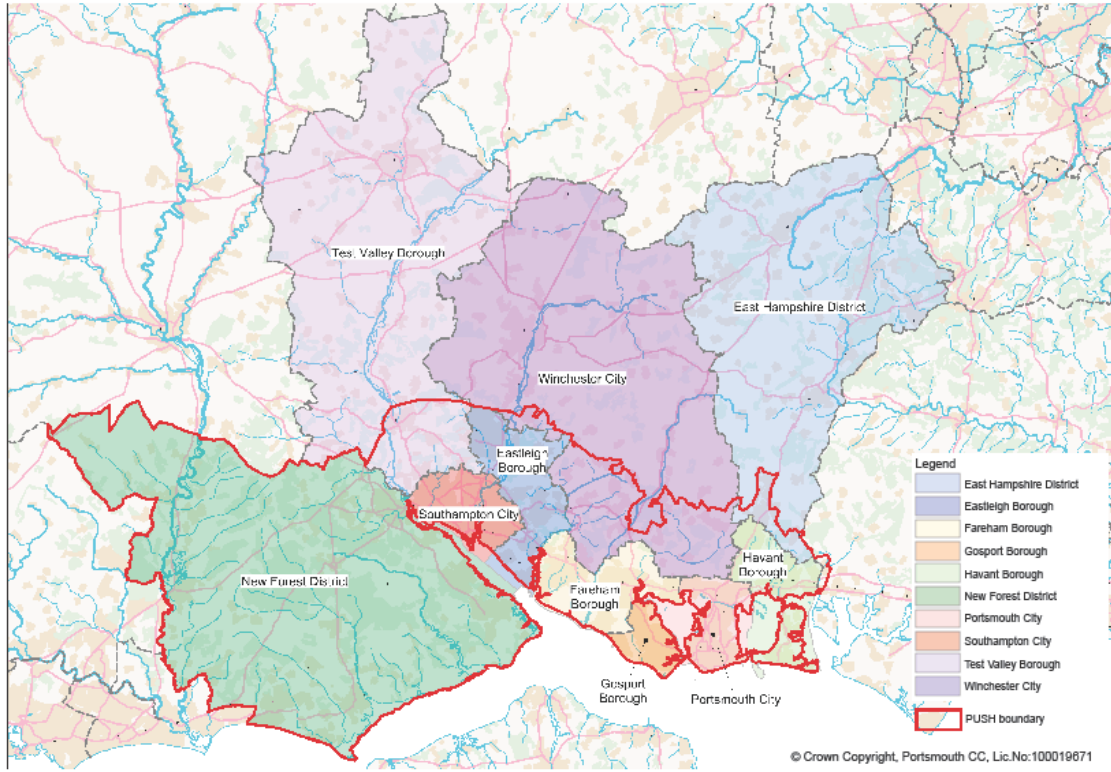 Test Valley Borough
East Hampshire District
Winchester City
Eastleigh
Borough
Southampton City
Havant
Borough
New Forest District
Fareham
Borough
Gosport
Borough
Portsmouth City
Legend
East Hampshire District
Eastleigh Borough
Fareham Borough
Gosport Borough
Havant Borough
New Forest District
Portsmouth City
Southampton City
Test Valley Borough
Winchester City
PUSH boundary
© Crown Copyright, Portsmouth CC, Lic.No:100019671